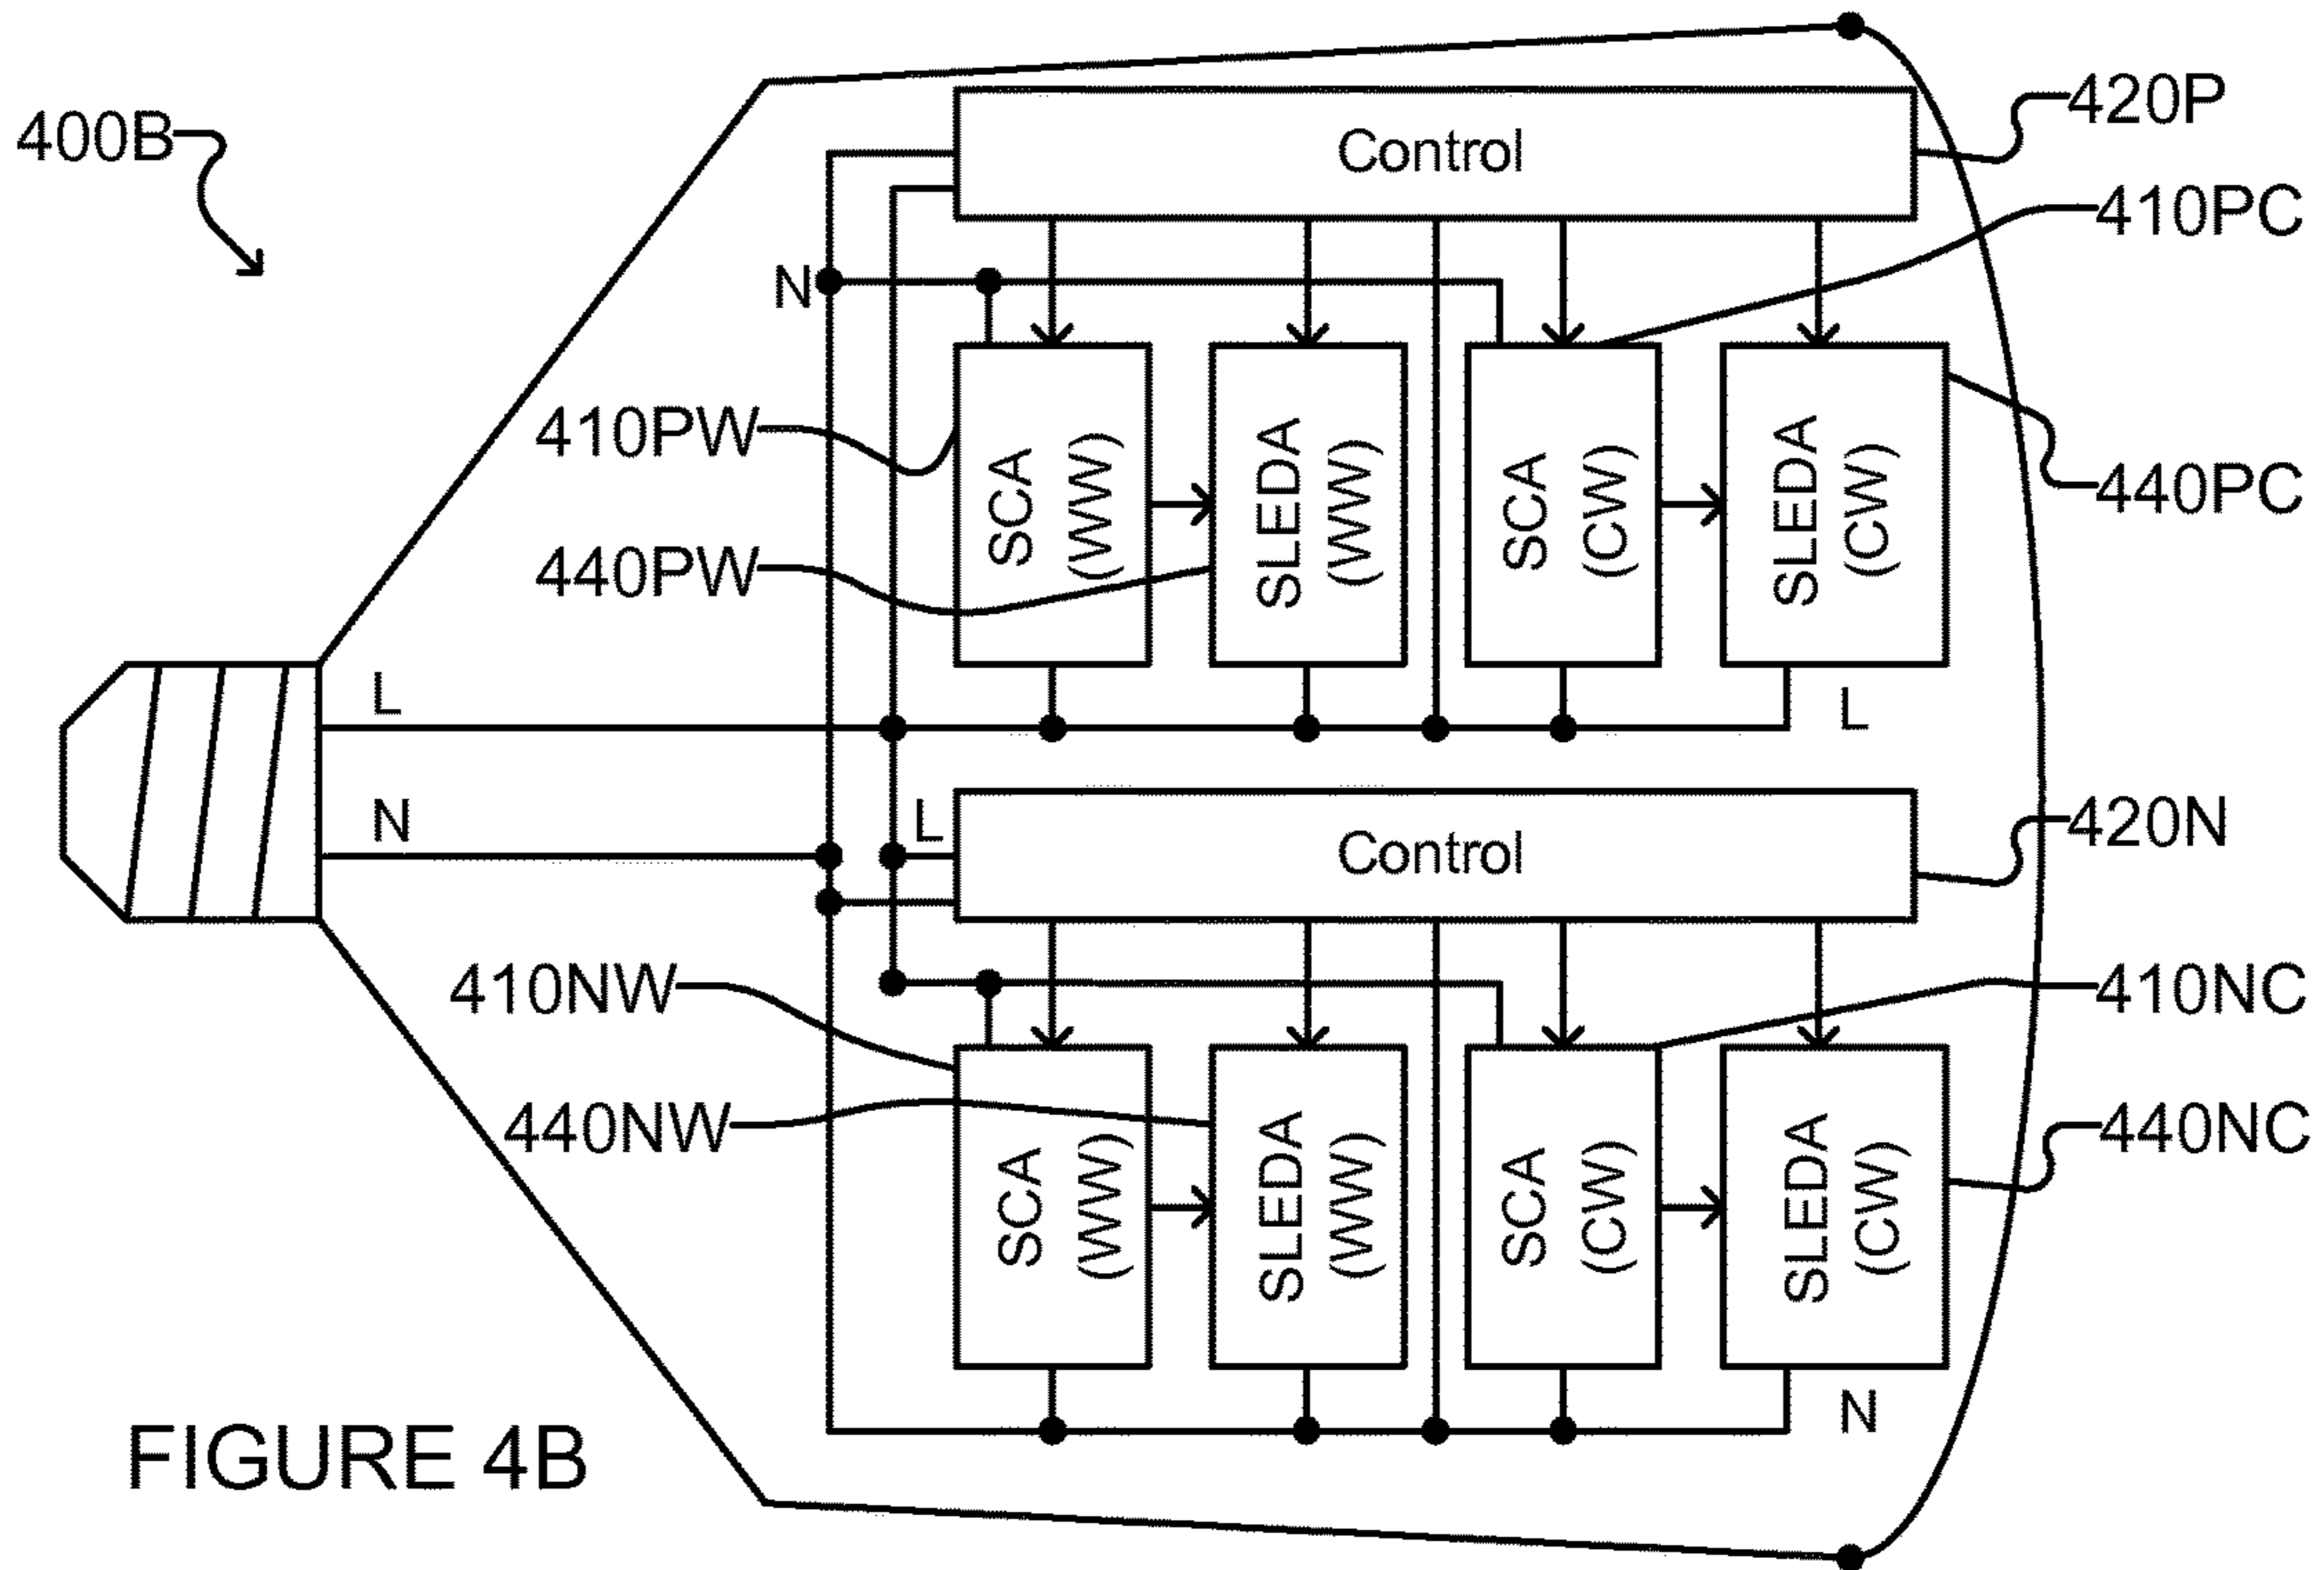 400B
Control
420P
410PC
N
410PW
SCA
(WW)
SLEDA
(WW)
SCA
(CW)
SLEDA
(CW)
440PW
440PC
L
L
N
L
Control
420N
410NW
410NC
440NW
SCA
(WW)
SLEDA
(WW)
SCA
(CW)
SLEDA
(CW)
440NC
N
FIGURE 4B